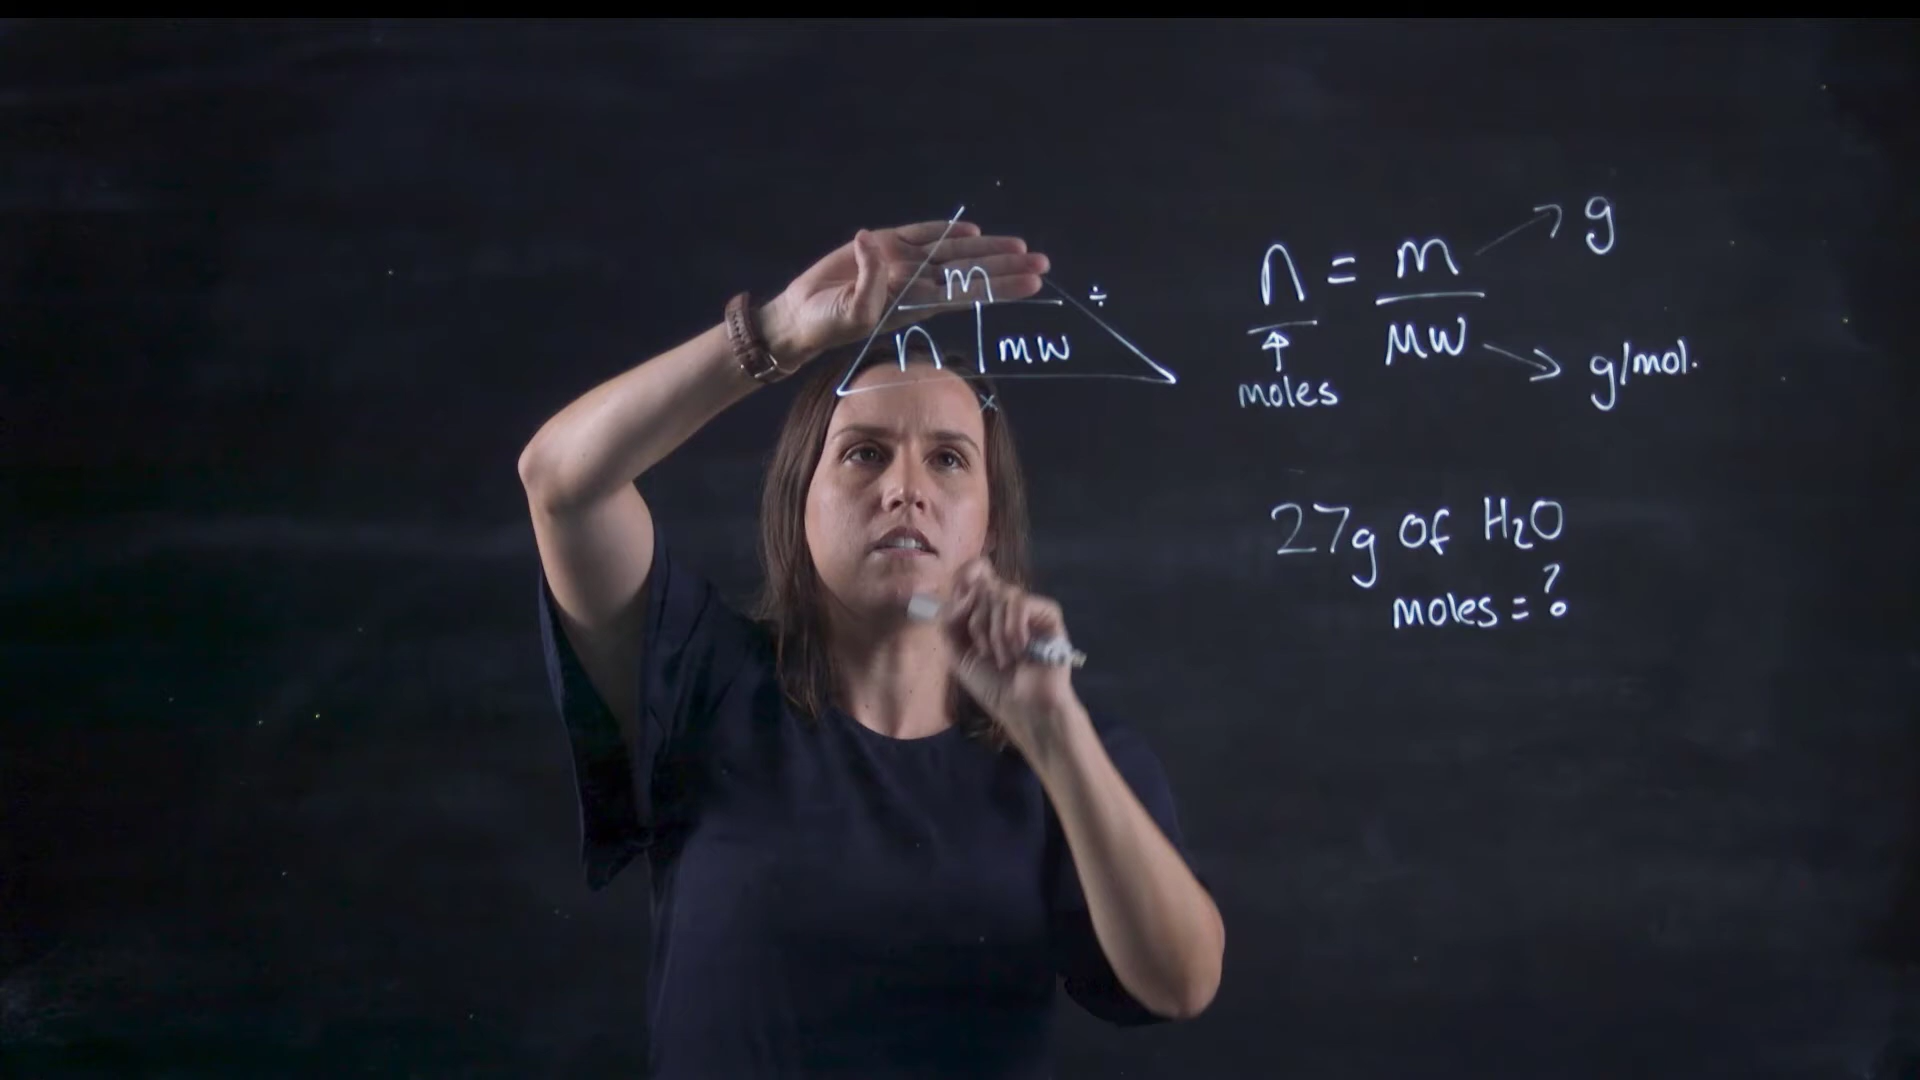 m ÷
n mw
×
n = m
MW
moles
g
g/mol.
27g of H₂O
moles = ?